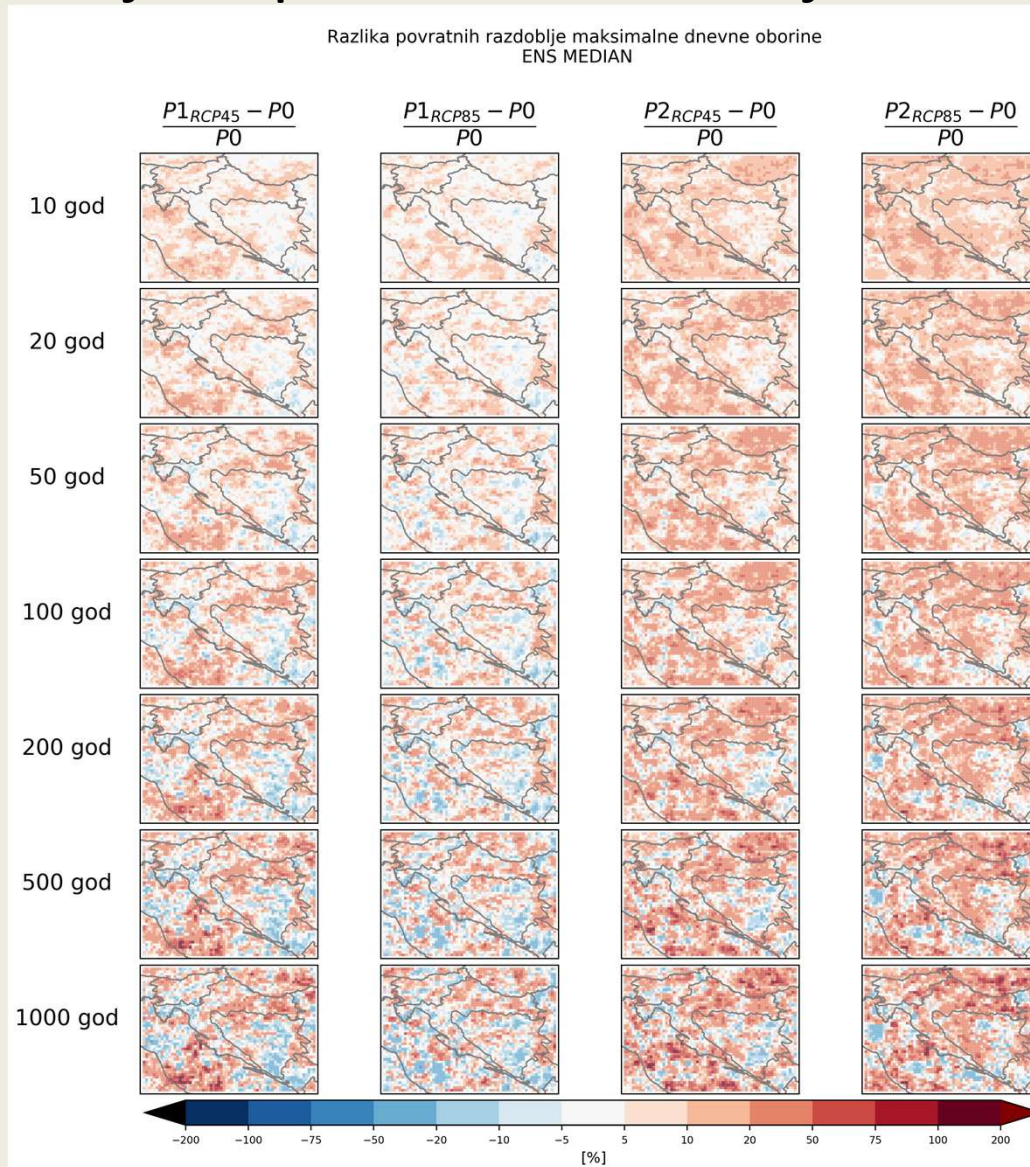 Razlika povratnih razdoblje maksimalne dnevne oborine
ENS MEDIAN
P1RCP45 − P0
P0
P1RCP85 − P0
P0
P2RCP45 − P0
P0
P2RCP85 − P0
P0
10 god
20 god
50 god
100 god
200 god
500 god
1000 god
−200 −100 −75 −50 −20 −10 −5 5 10 20 50 75 100 200
[%]